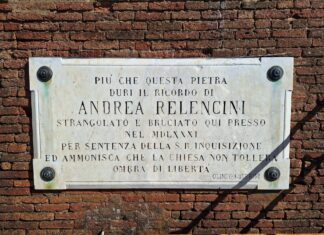 PIÙ CHE QUESTA PIETRA
DURI IL RICORDO DI
ANDREA RELENCINI
STRANGOLATO E BRUCIATO QUI PRESSO
NEL MDLXXXI
PER SENTENZA DELLA S. R. INQUISIZIONE
ED AMMONISCA CHE LA CHIESA NON TOLLERA
OMBRA DI LIBERTÀ